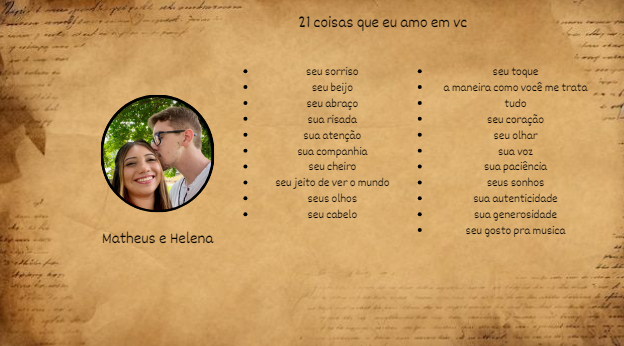 21 coisas que eu amo em vc
seu sorriso
seu beijo
seu abraço
sua risada
sua atenção
sua companhia
seu cheiro
seu jeito de ver o mundo
seus olhos
seu cabelo
seu toque
a maneira como você me trata
tudo
seu coração
seu olhar
sua voz
sua paciência
seus sonhos
sua autenticidade
sua generosidade
seu gosto pra musica
Matheus e Helena